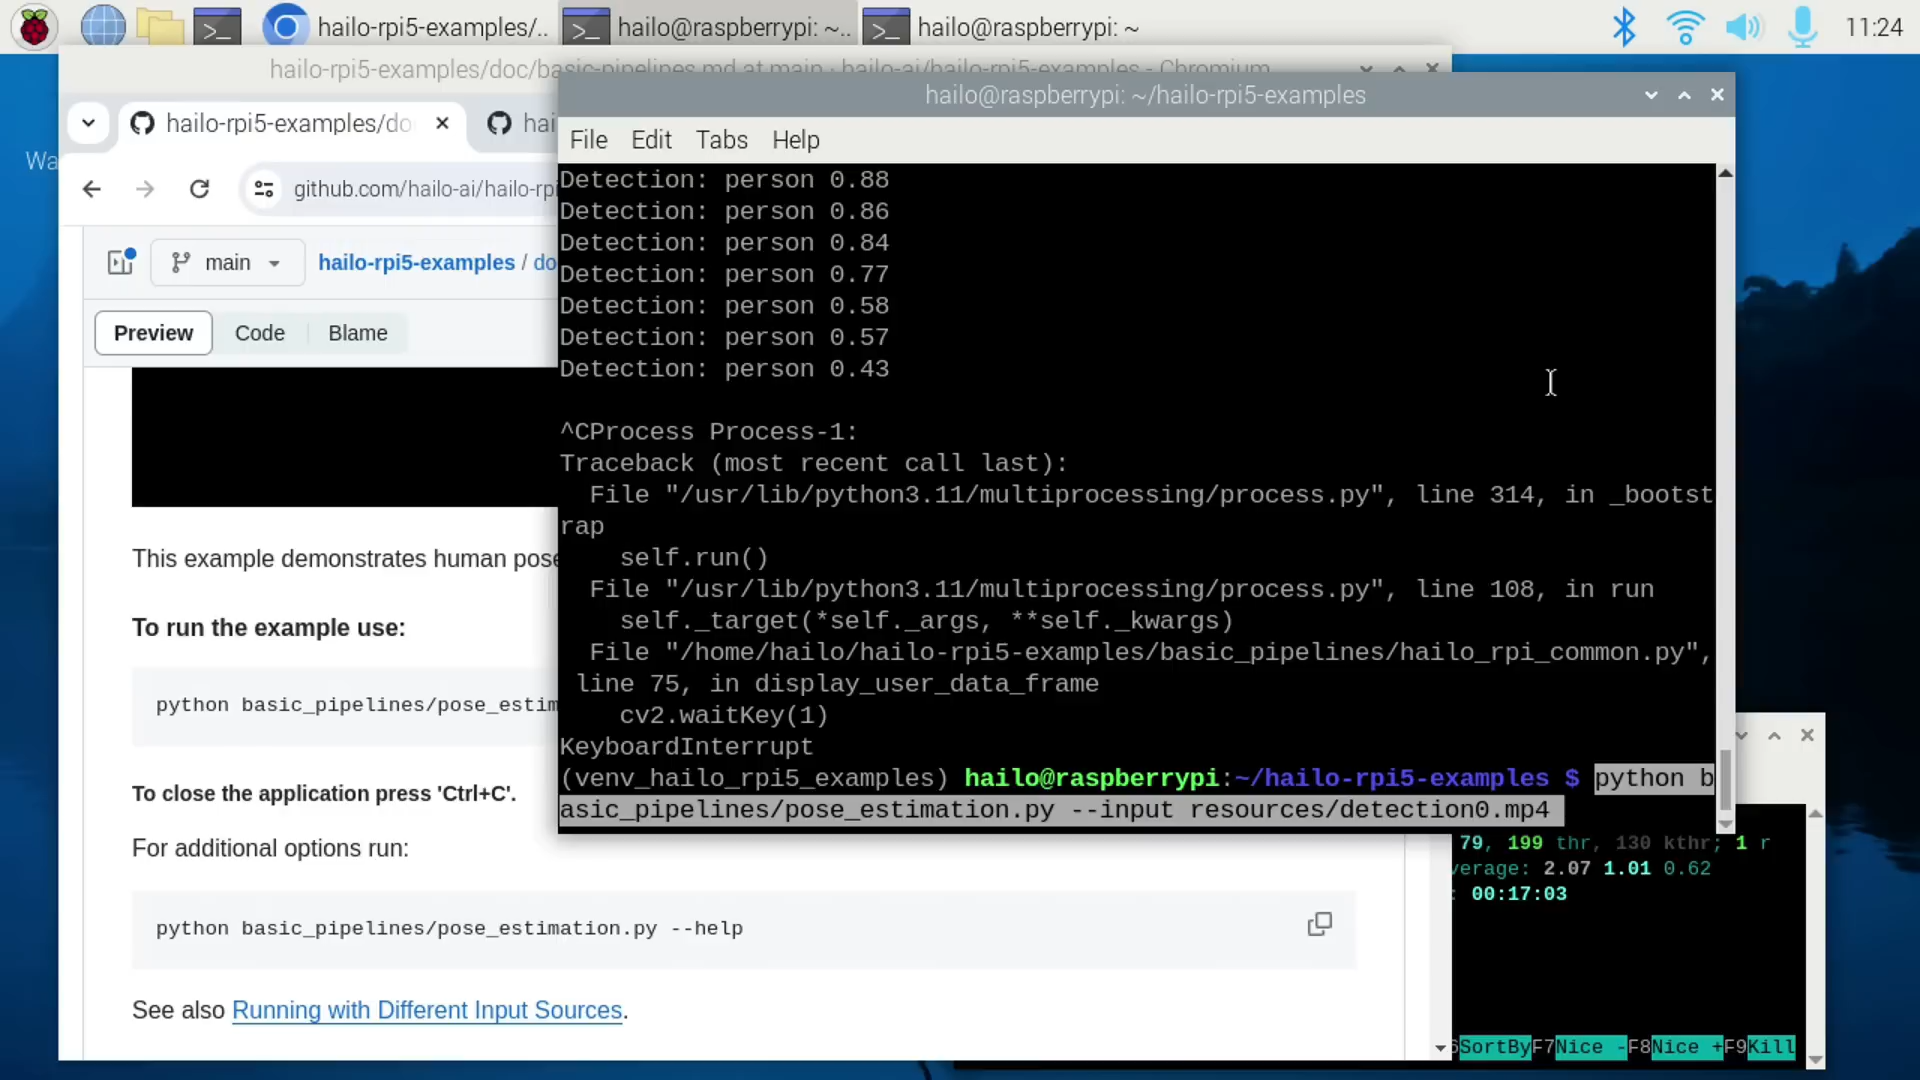 hailo-rpi5-examples/..
hailo@raspberrypi: ~..
hailo@raspberrypi: ~
11:24
hailo-rpi5-examples/doc/basic-pipelines.md at main · hailo-ai/hailo-rpi5-examples - Chromium
hailo@raspberrypi: ~/hailo-rpi5-examples
hailo-rpi5-examples/do
hai
File Edit Tabs Help
Wa
github.com/hailo-ai/hailo-rpi
main
hailo-rpi5-examples / do
Preview Code Blame
This example demonstrates human pose
To run the example use:
python basic_pipelines/pose_estim
To close the application press 'Ctrl+C'.
For additional options run:
python basic_pipelines/pose_estimation.py --help
See also Running with Different Input Sources.
Detection: person 0.88
Detection: person 0.86
Detection: person 0.84
Detection: person 0.77
Detection: person 0.58
Detection: person 0.57
Detection: person 0.43
^CProcess Process-1:
Traceback (most recent call last):
File "/usr/lib/python3.11/multiprocessing/process.py", line 314, in _bootst
rap
self.run()
File "/usr/lib/python3.11/multiprocessing/process.py", line 108, in run
self._target(*self._args, **self._kwargs)
File "/home/hailo/hailo-rpi5-examples/basic_pipelines/hailo_rpi_common.py",
line 75, in display_user_data_frame
cv2.waitKey(1)
KeyboardInterrupt
(venv_hailo_rpi5_examples) hailo@raspberrypi:~/hailo-rpi5-examples $ python b
asic_pipelines/pose_estimation.py --input resources/detection0.mp4
79, 199 thr, 130 kthr; 1 r
verage: 2.07 1.01 0.62
: 00:17:03
6SortByF7Nice -F8Nice +F9Kill